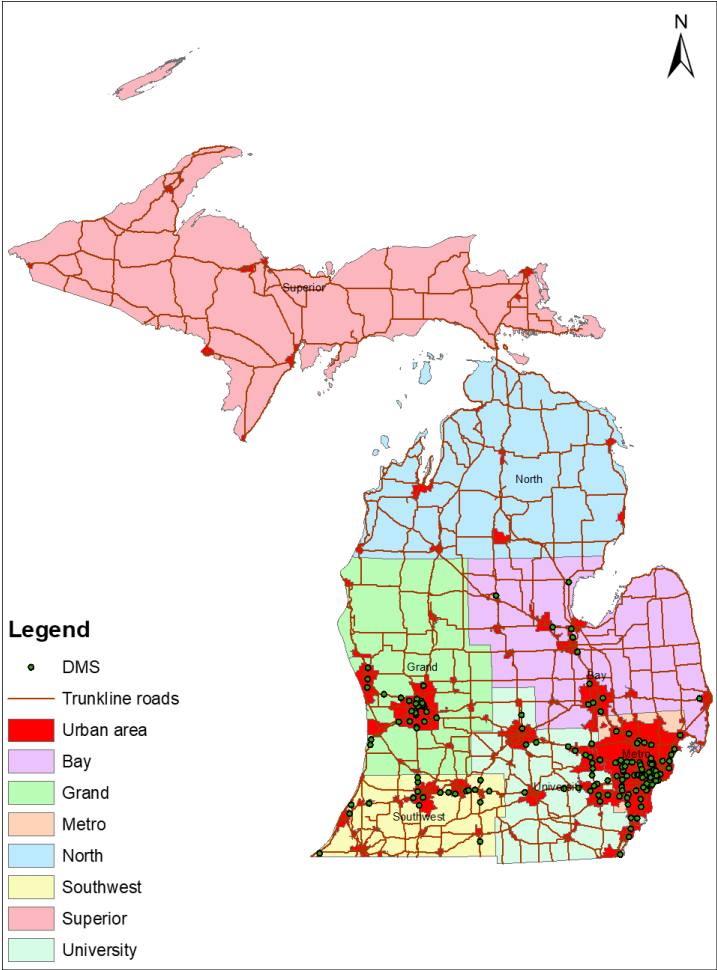 N
Superior
North
Grand
Bay
Metro
University
Southwest
Legend
DMS
Trunkline roads
Urban area
Bay
Grand
Metro
North
Southwest
Superior
University